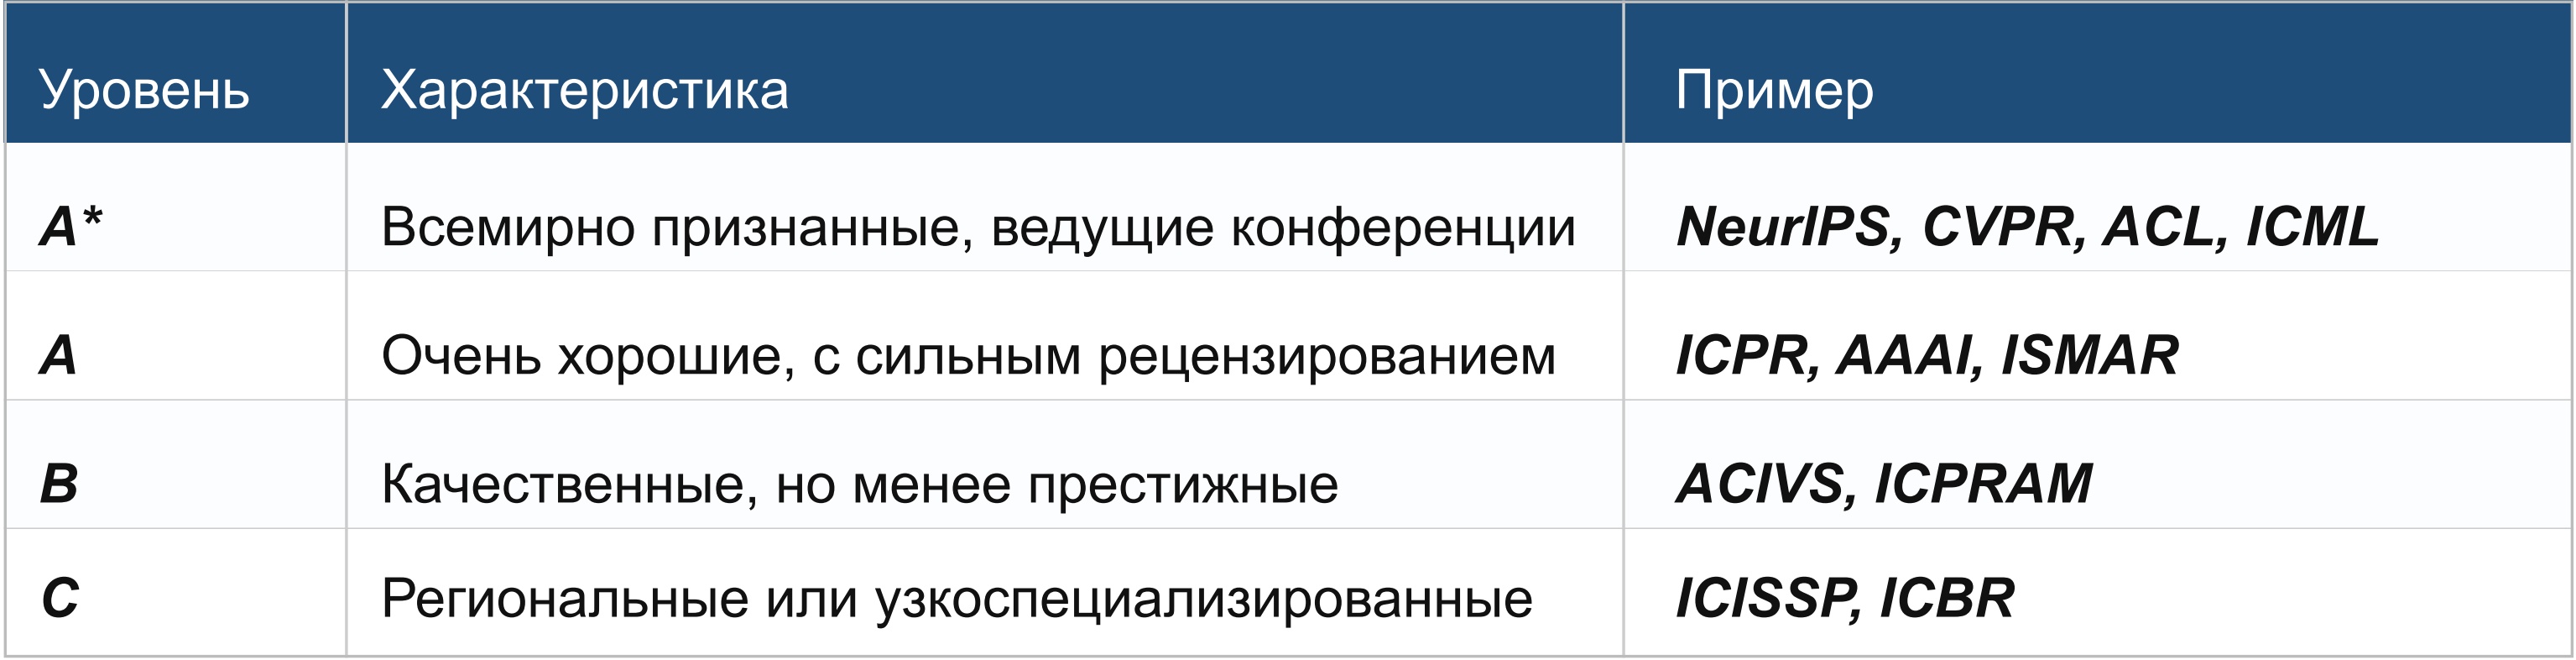 Уровень Характеристика Пример
A* Всемирно признанные, ведущие конференции NeurIPS, CVPR, ACL, ICML
A Очень хорошие, с сильным рецензированием ICPR, AAAI, ISMAR
B Качественные, но менее престижные ACIVS, ICPRAM
C Региональные или узкоспециализированные ICISSP, ICBR